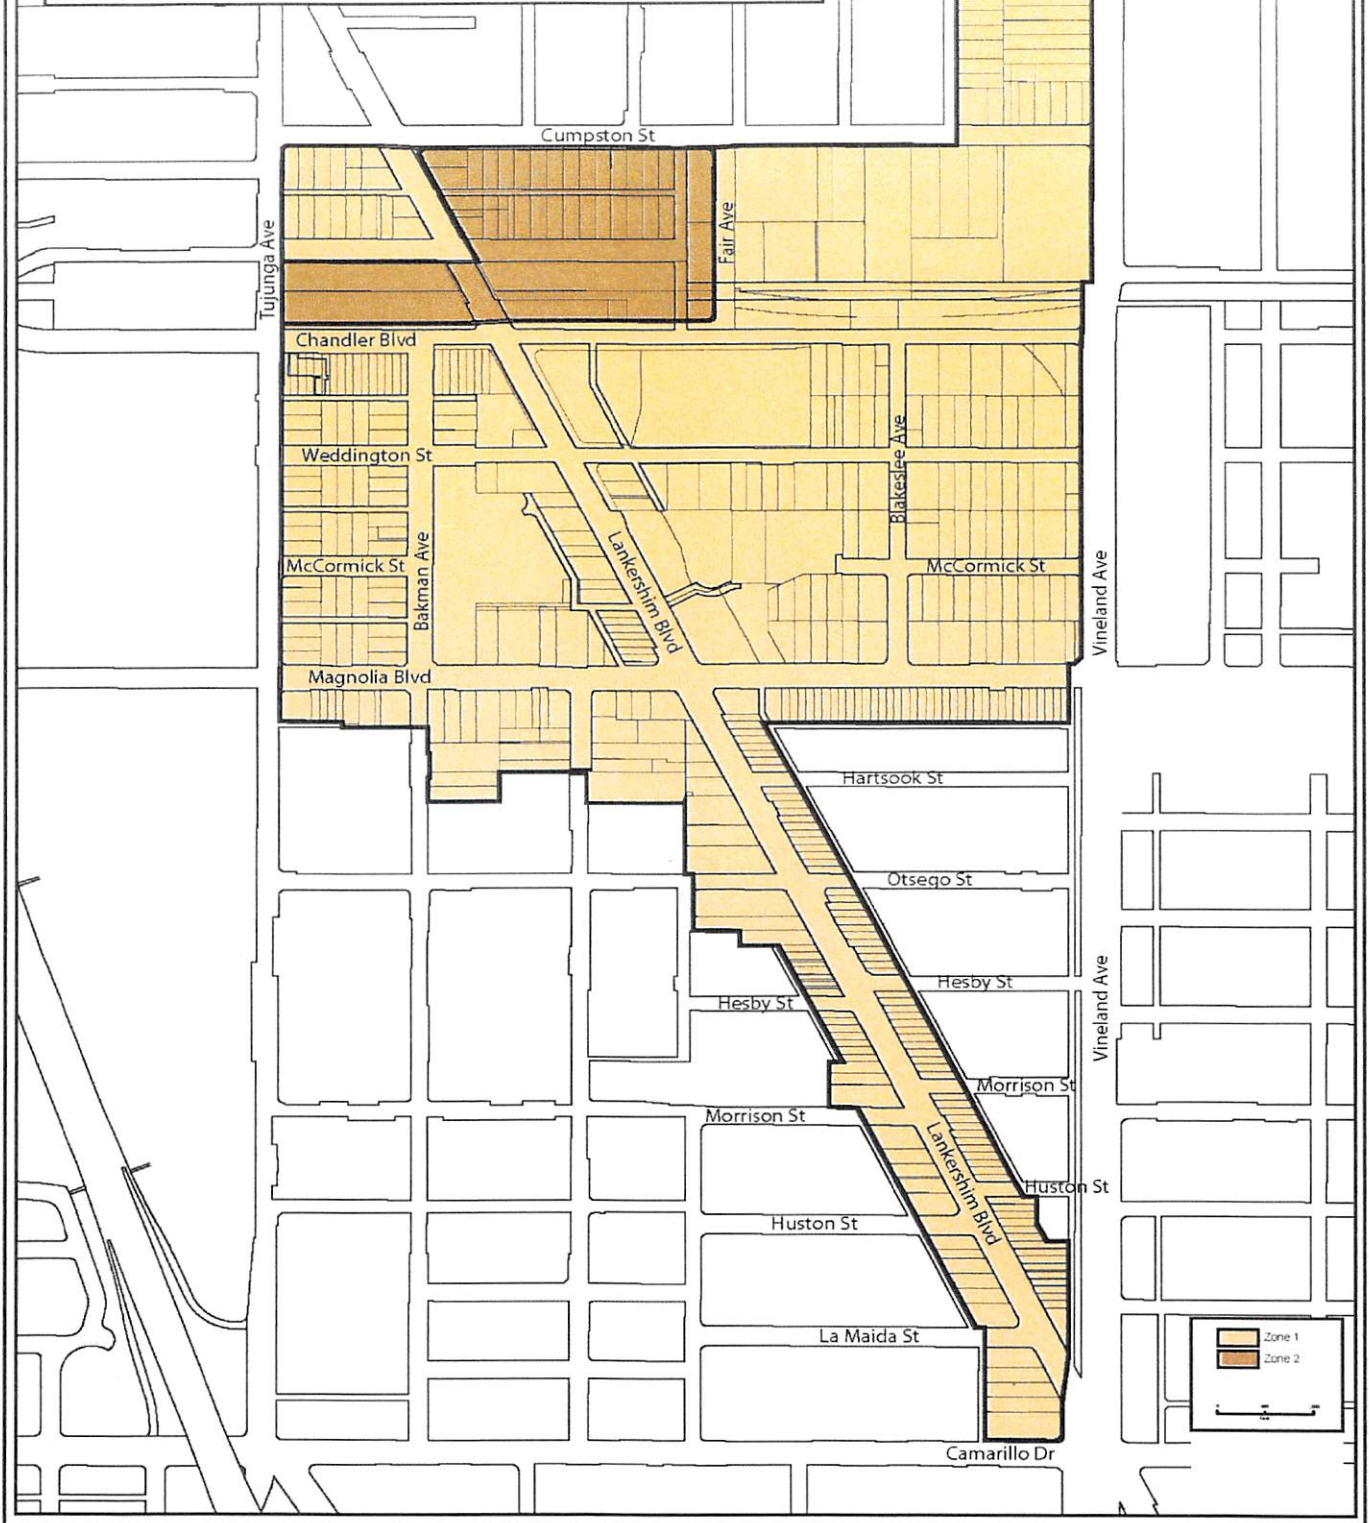 Cumpston St
Tujunga Ave
Fair Ave
Chandler Blvd
Weddington St
Blakeslee Ave
Bakman Ave
Lankershim Blvd
McCormick St
McCormick St
Vineland Ave
Magnolia Blvd
Hartsook St
Otsego St
Hesby St
Vineland Ave
Hesby St
Morrison St
Morrison St
Lankershim Blvd
Huston St
Huston St
La Maida St
Zone 1
Zone 2
Camarillo Dr